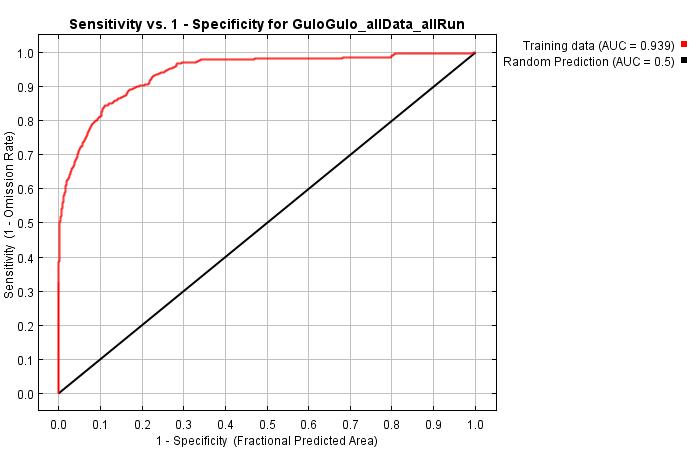 Sensitivity vs. 1 - Specificity for GuloGulo_allData_allRun
Training data (AUC = 0.939)
Random Prediction (AUC = 0.5)
Sensitivity (1 - Omission Rate)
1.0
0.9
0.8
0.7
0.6
0.5
0.4
0.3
0.2
0.1
0.0
0.0 0.1 0.2 0.3 0.4 0.5 0.6 0.7 0.8 0.9 1.0
1 - Specificity (Fractional Predicted Area)